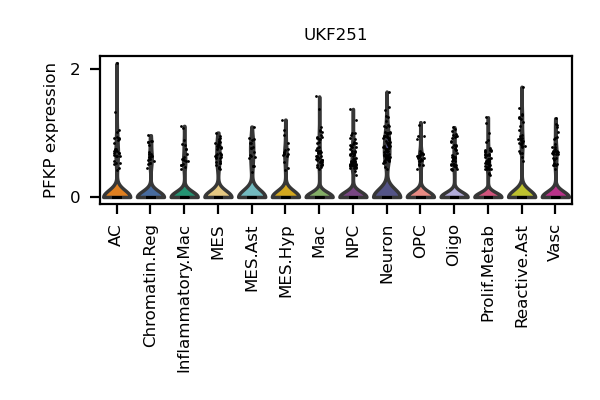 UKF251
PFKP expression
2
0
AC
Chromatin.Reg
Inflammatory.Mac
MES
MES.Ast
MES.Hyp
Mac
NPC
Neuron
OPC
Oligo
Prolif.Metab
Reactive.Ast
Vasc